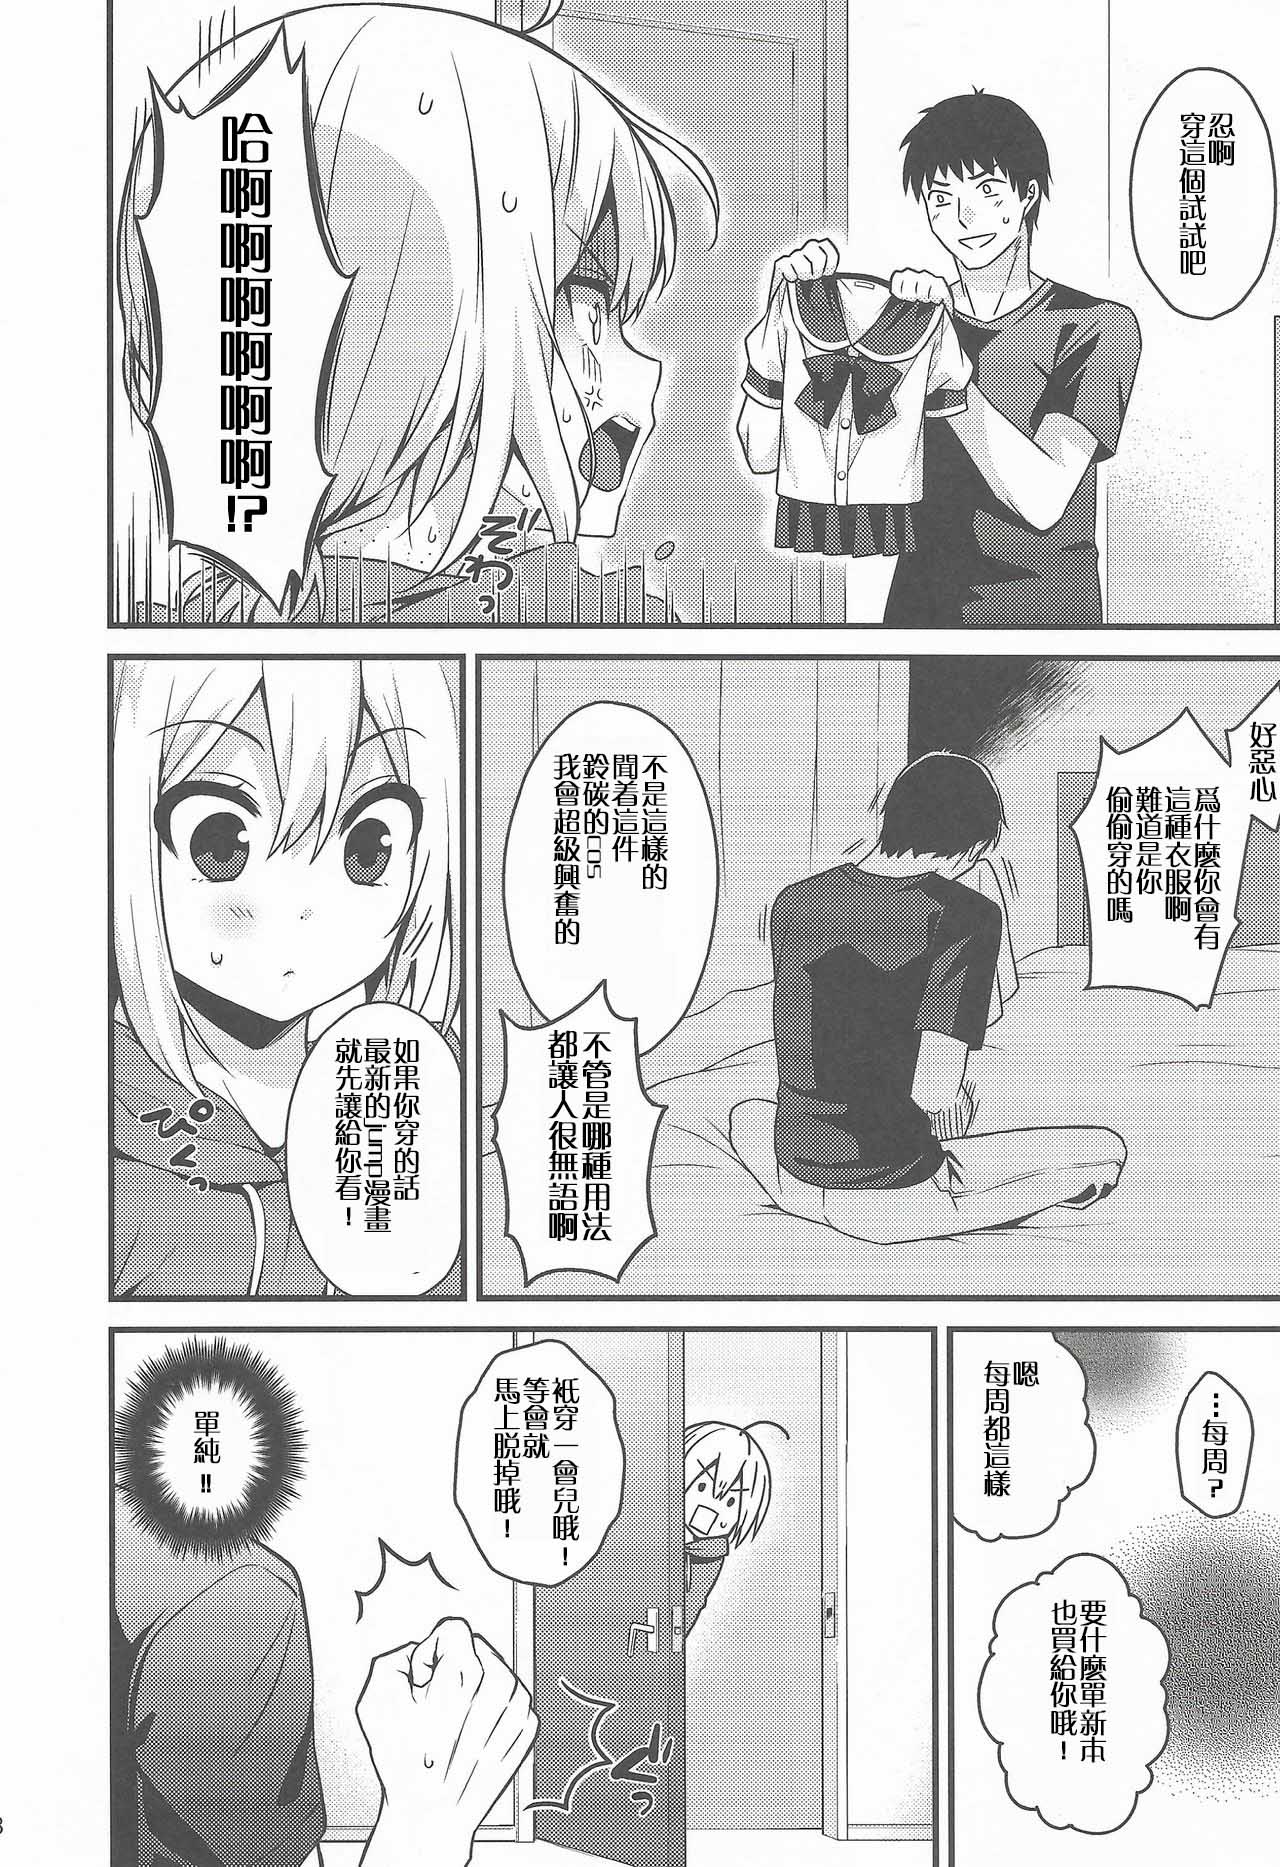 忍啊
穿這個試試吧
哈啊啊啊啊啊啊!?
ぞわっ
好惡心
爲什麼你會有
這種衣服啊
難道是你
偷偷穿的嗎
不是這樣的
聞着這件
鈴碳的cos
我會超級興奮的
不管是哪種用法
都讓人很無語啊
如果你穿的話
最新的jump漫畫
就先讓給你看！
ぴくっ
…每周？
嗯
每周都這樣
要什麼單新本
也買給你哦！
衹穿一會兒哦！
等會就
馬上脫掉哦！
ぐっ
單純!!